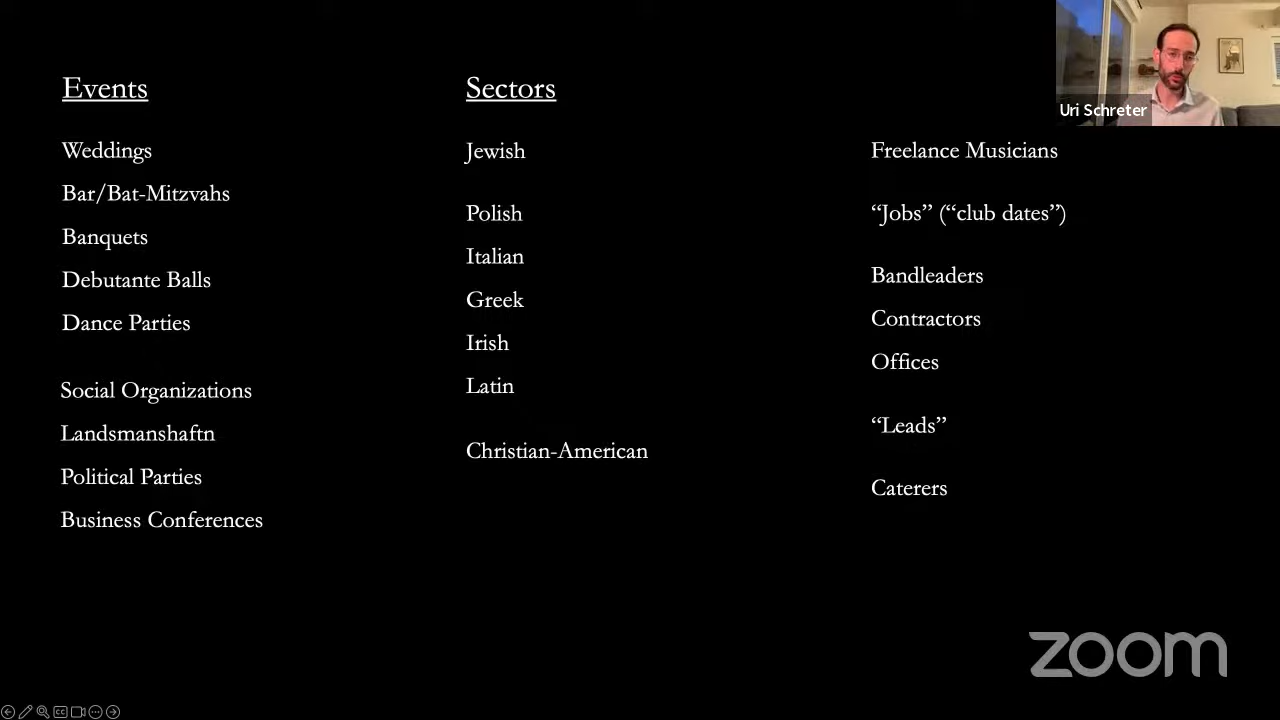 Events
Weddings
Bar/Bat-Mitzvahs
Banquets
Debutante Balls
Dance Parties
Social Organizations
Landsmanshaftn
Political Parties
Business Conferences
Sectors
Jewish
Polish
Italian
Greek
Irish
Latin
Christian-American
Uri Schreter
Freelance Musicians
“Jobs” (“club dates”)
Bandleaders
Contractors
Offices
“Leads”
Caterers
zoom
CC